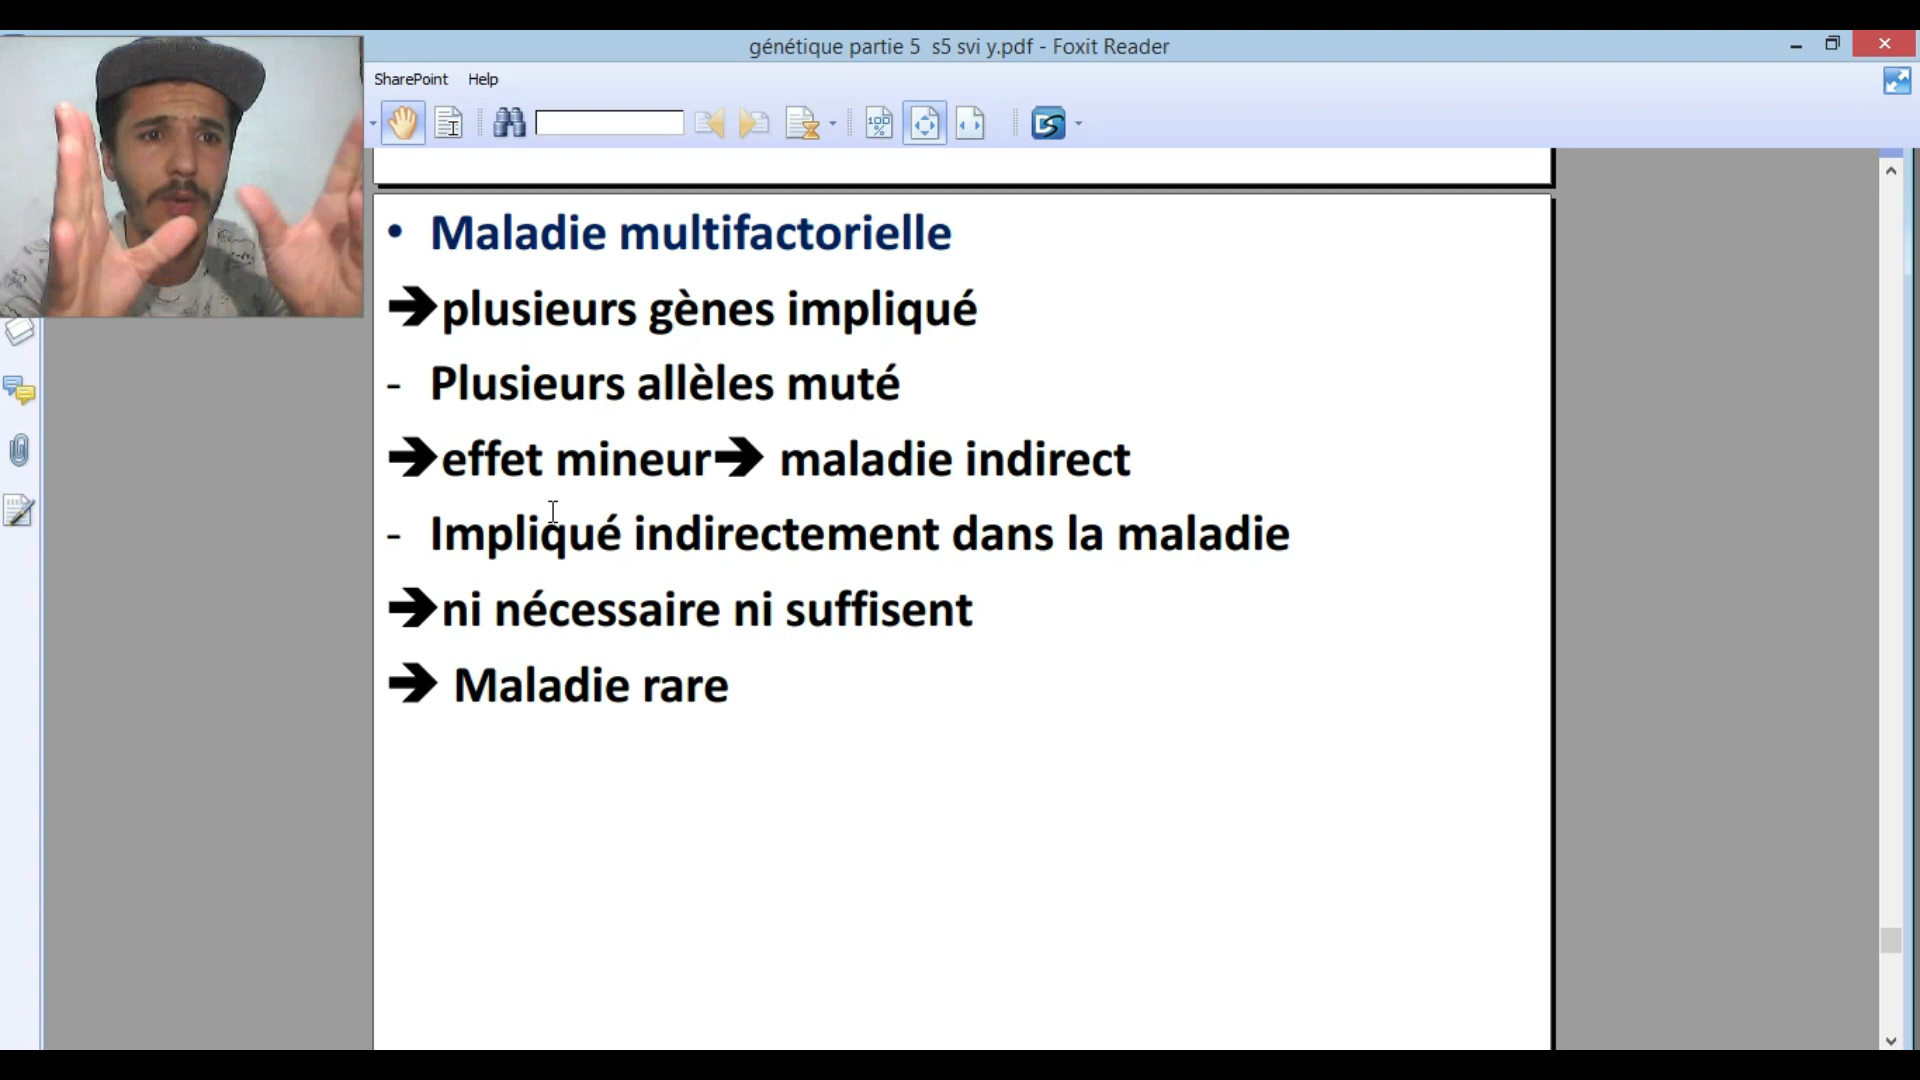 génétique partie 5 s5 svi y.pdf - Foxit Reader
SharePoint Help
100 %
• Maladie multifactorielle
➔plusieurs gènes impliqué
- Plusieurs allèles muté
➔effet mineur➔ maladie indirect
- Impliqué indirectement dans la maladie
➔ni nécessaire ni suffisent
➔ Maladie rare